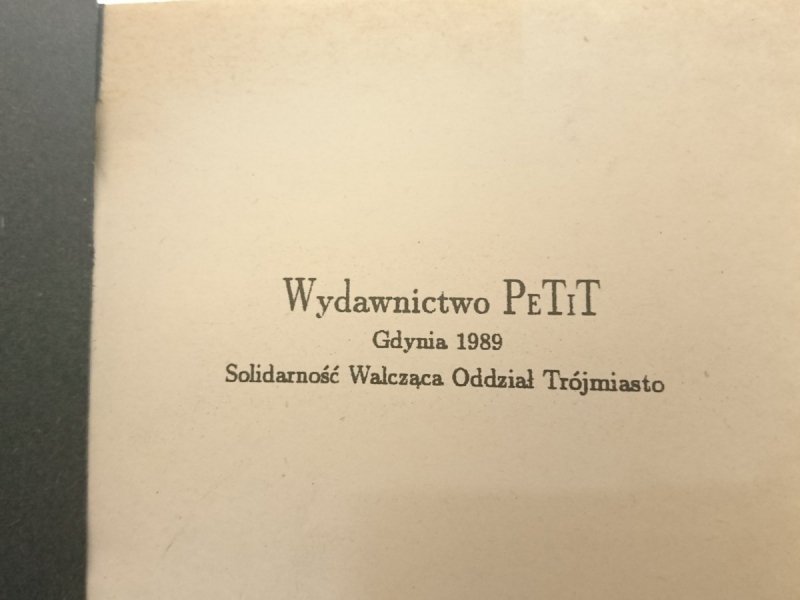 Wydawnictwo PeTiT
Gdynia 1989
Solidarność Walcząca Oddział Trójmiasto